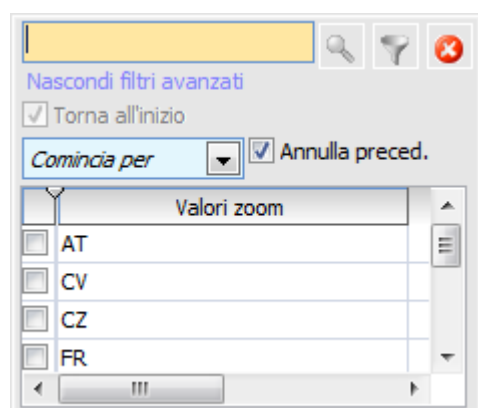 Nascondi filtri avanzati
Torna all'inizio
Comincia per
Annulla preced.
Valori zoom
AT
CV
CZ
FR